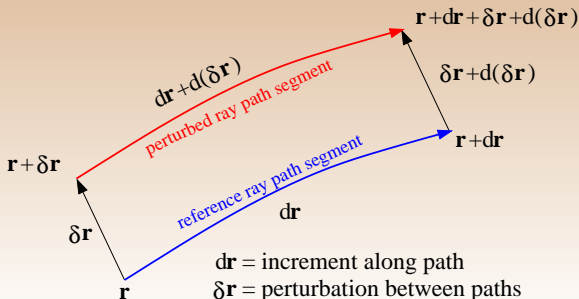 r+dr+δr+d(δr)
dr+d(δr)
perturbed ray path segment
δr+d(δr)
r+dr
r+δr
reference ray path segment
dr
δr
r
dr = increment along path
δr = perturbation between paths